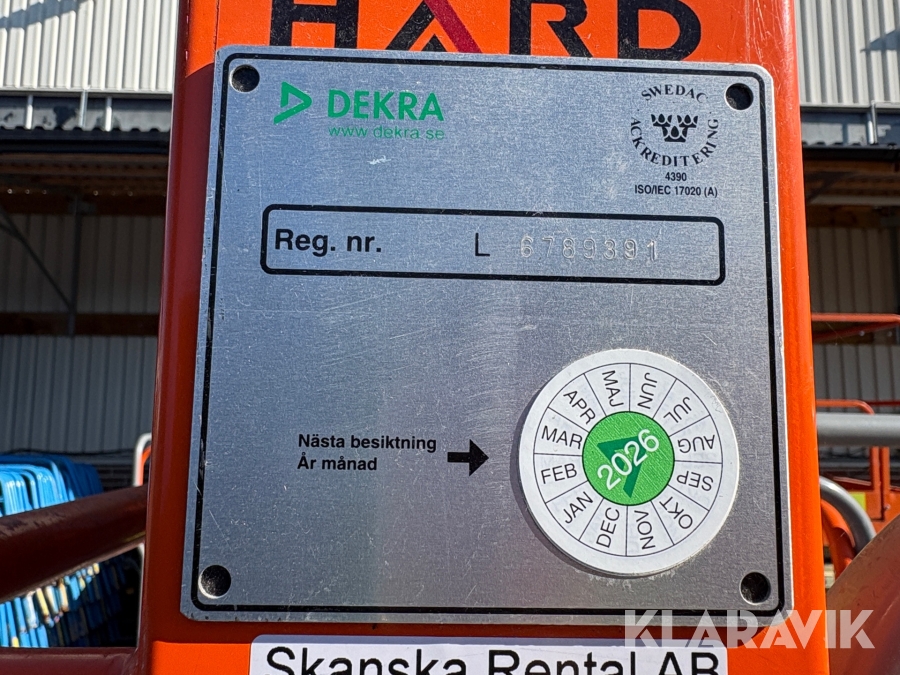 HARD
DEKRA
www.dekra.se
SWEDAC
ACKREDITERING
4390
ISO/IEC 17020 (A)
Reg. nr. L 6789391
Nästa besiktning
År månad
JAN
FEB
MAR
APR
MAJ
JUN
JUL
AUG
SEP
OKT
NOV
DEC
2026
KLARAVIK
Skanska Rental AB